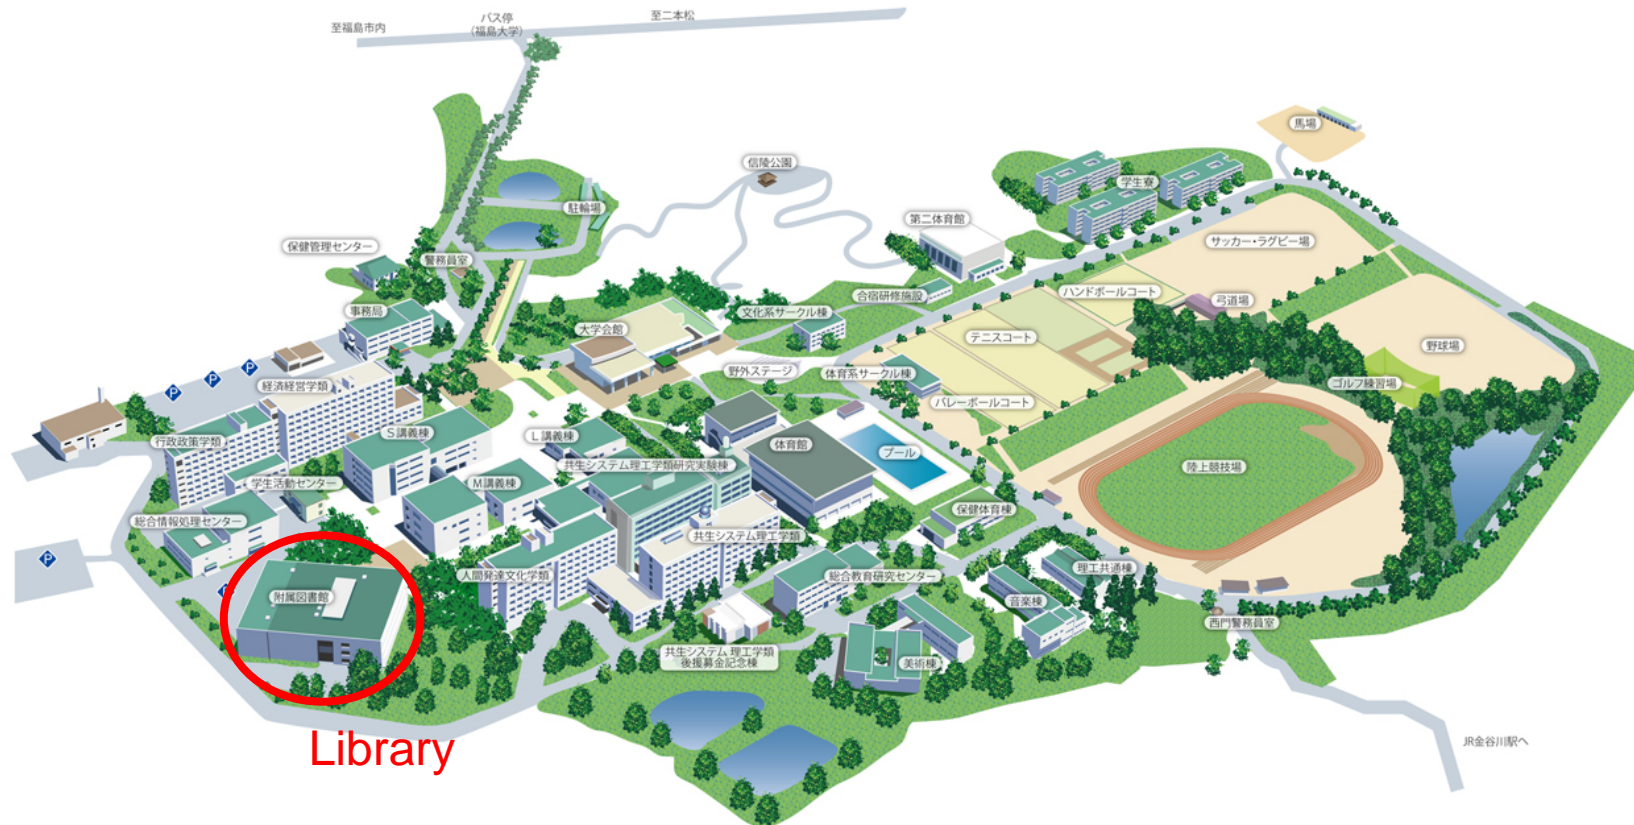 至福島市内
バス停
(福島大学)
至二本松
馬場
信陵公園
学生寮
駐輪場
第二体育館
保健管理センター
警務員室
サッカー・ラグビー場
合宿研修施設
ハンドボールコート
弓道場
事務局
文化系サークル棟
大学会館
テニスコート
野球場
野外ステージ
体育系サークル棟
ゴルフ練習場
経済経営学類
バレーボールコート
P
P
P
行政政策学類
S講義棟
L講義棟
体育館
プール
共生システム理工学類研究実験棟
陸上競技場
学生活動センター
M講義棟
保健体育棟
総合情報処理センター
共生システム理工学類
P
人間発達文化学類
総合教育研究センター
理工共通棟
附属図書館
音楽棟
西門警務員室
共生システム 理工学類
後援募金記念棟
美術棟
Library
JR金谷川駅へ